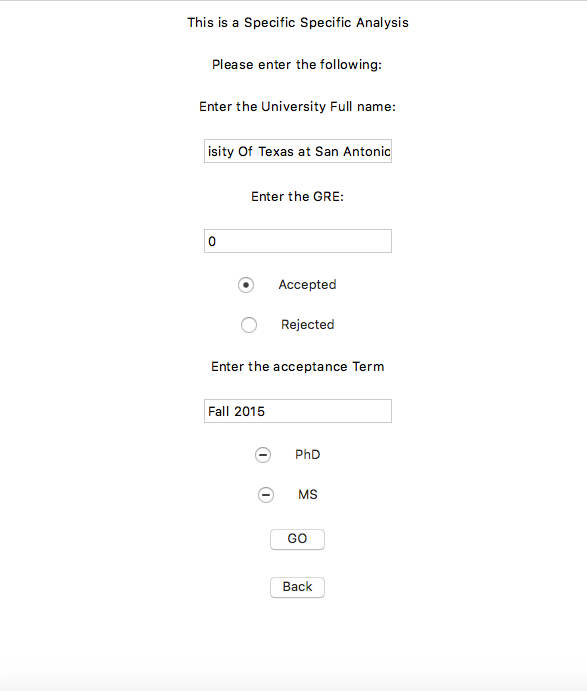 This is a Specific Specific Analysis
Please enter the following:
Enter the University Full name:
isity Of Texas at San Antonio
Enter the GRE:
0
Accepted
Rejected
Enter the acceptance Term
Fall 2015
PhD
MS
GO
Back